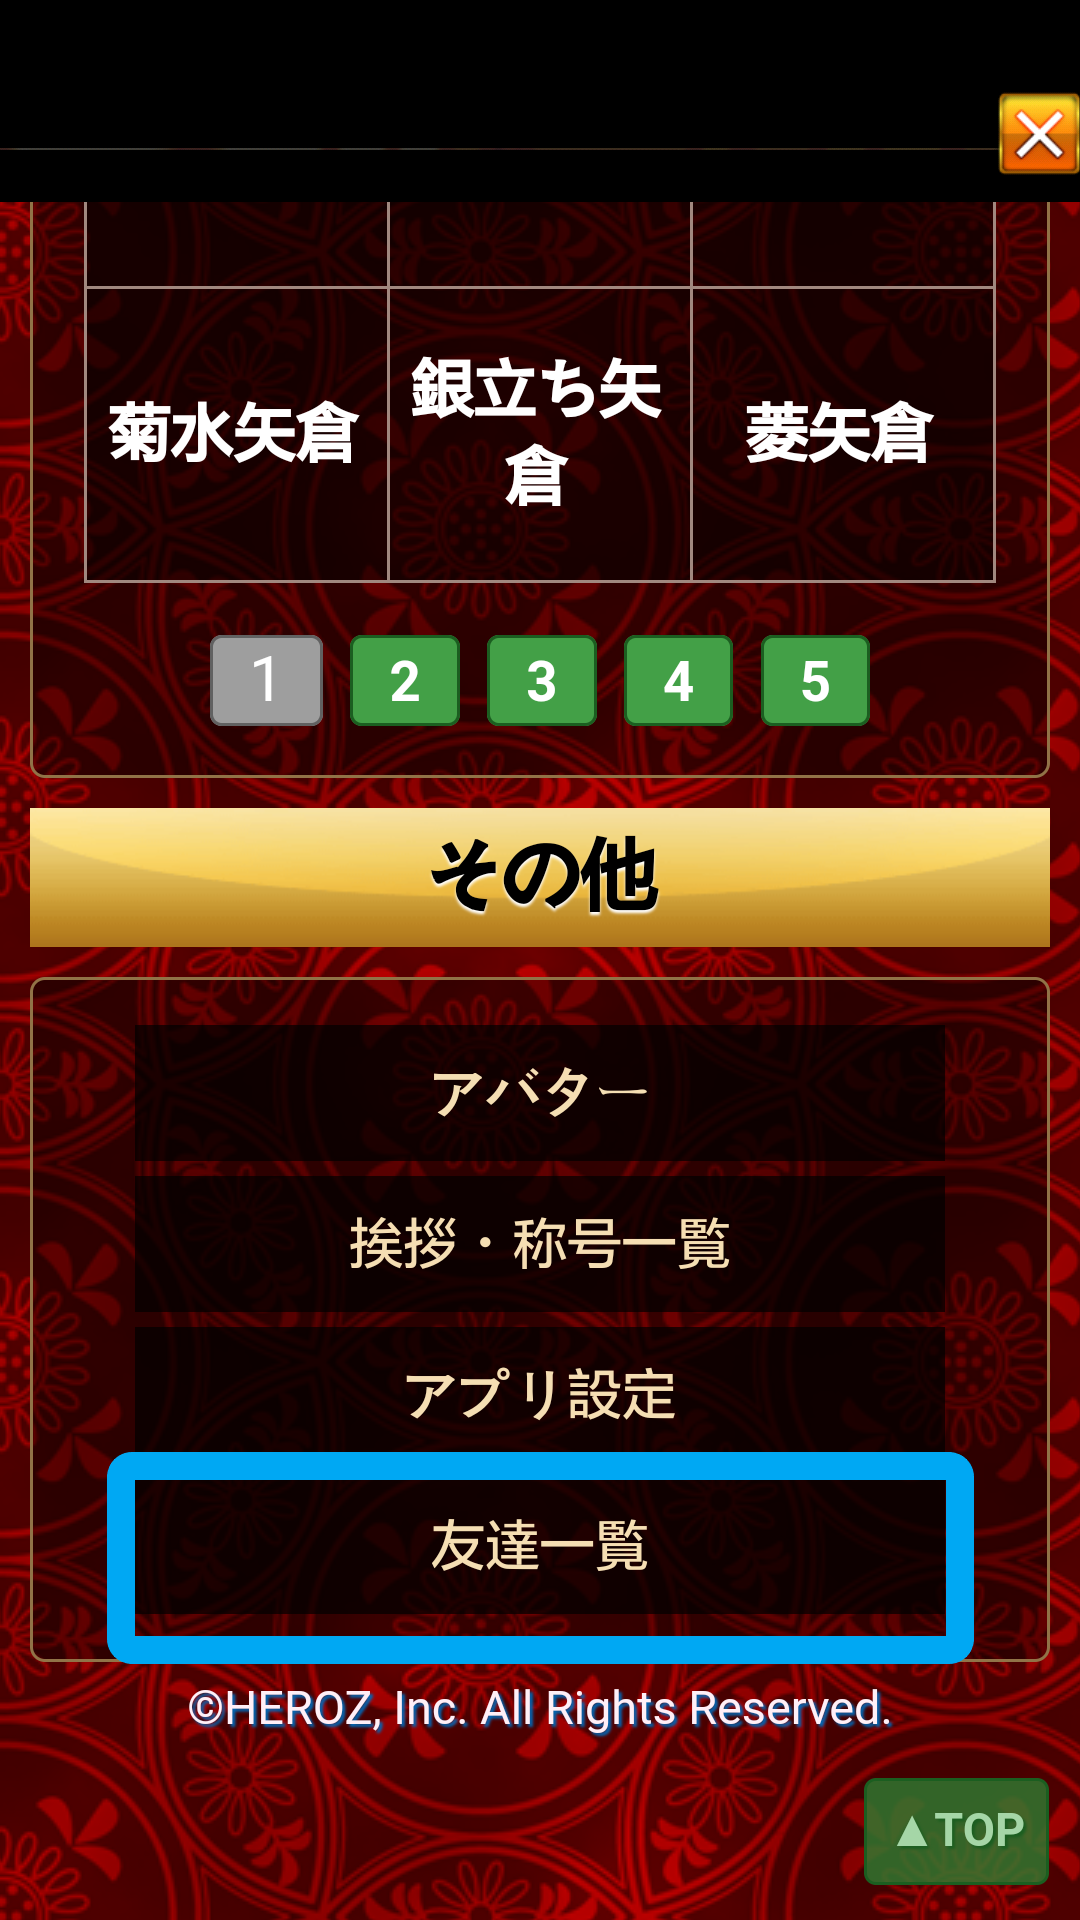 菊水矢倉
銀立ち矢
倉
菱矢倉
1 2 3 4 5
その他
アバター
挨拶・称号一覧
アプリ設定
友達一覧
©HEROZ, Inc. All Rights Reserved.
▲TOP